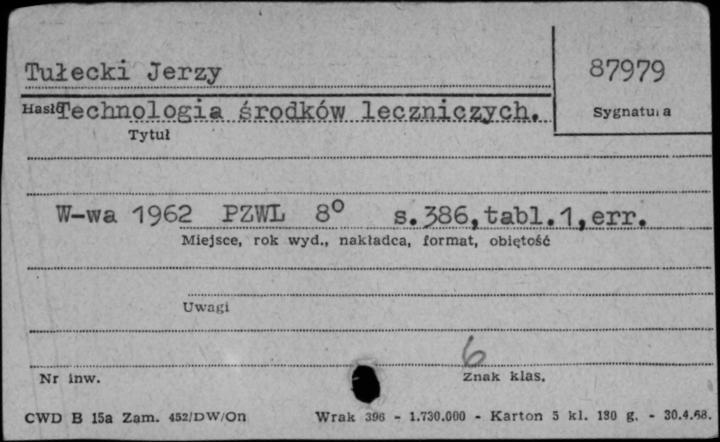 Tułecki Jerzy
87979
Hasło Technologia środków leczniczych.
Sygnatura
Tytuł
W-wa 1962 PZWL 8° s.386,tabl.1,err.
Miejsce, rok wyd., nakładca, format, objętość
Uwagi
6
Nr inw.
Znak klas.
CWD B 15a Zam. 452/DW/On Wrak 396 - 1.730.000 - Karton 5 kl. 180 g. - 30.4.68.